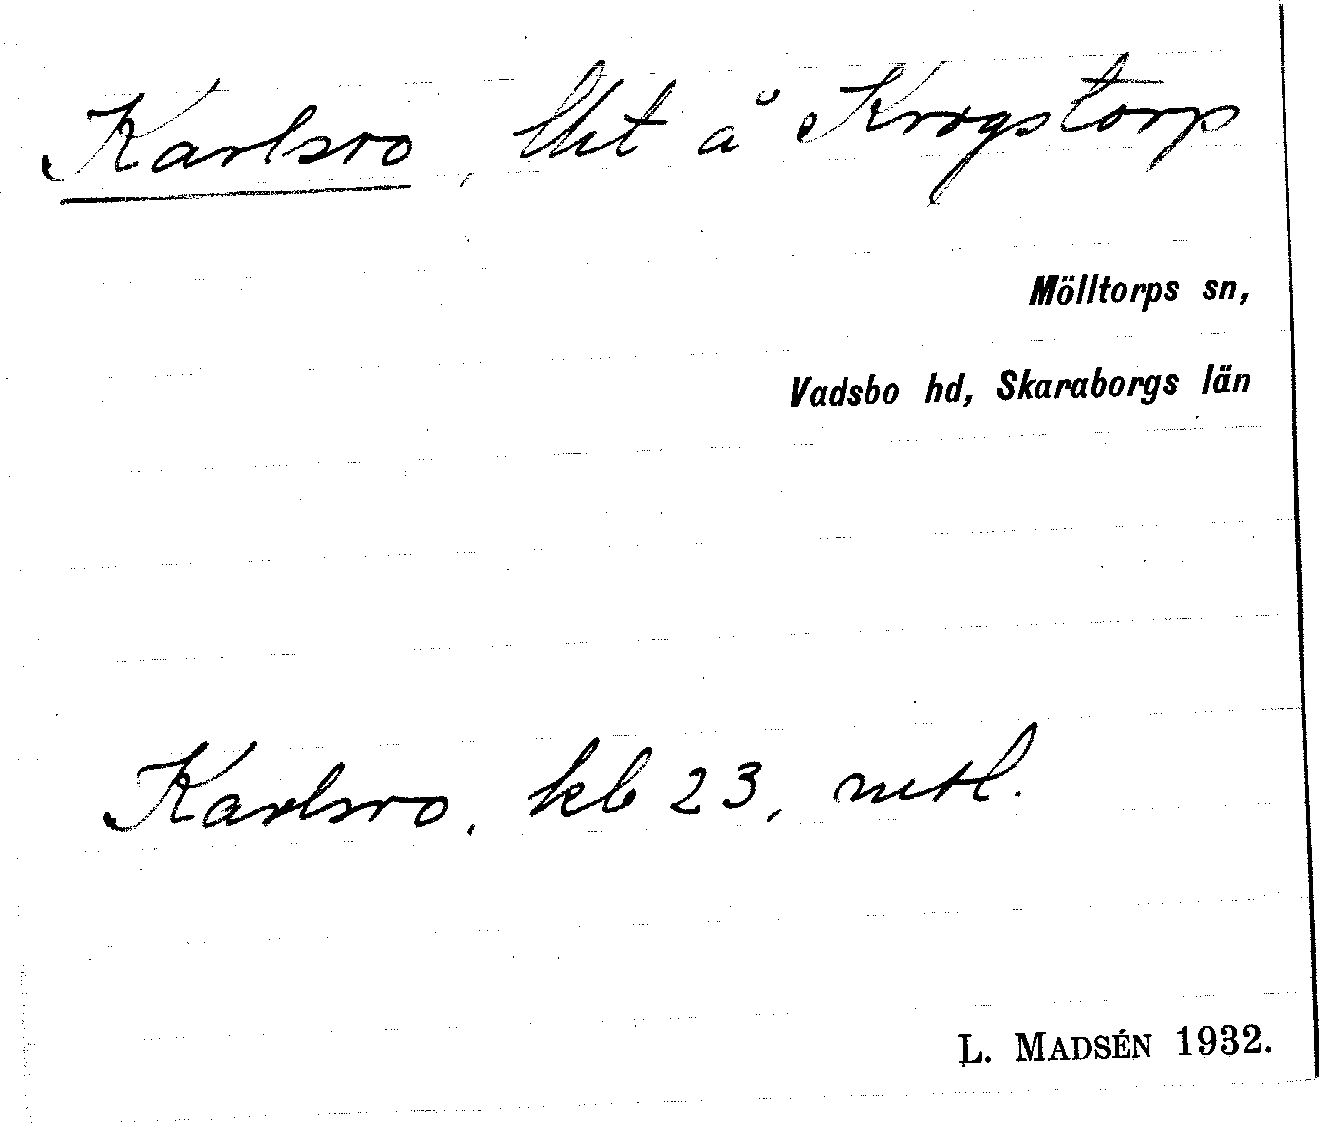 Karlsro, lht å Krogstorp
Mölltorps sn,
Vadsbo hd, Skaraborgs län
Karlsro, kb 23, mtl.
L. MADSÉN 1932.